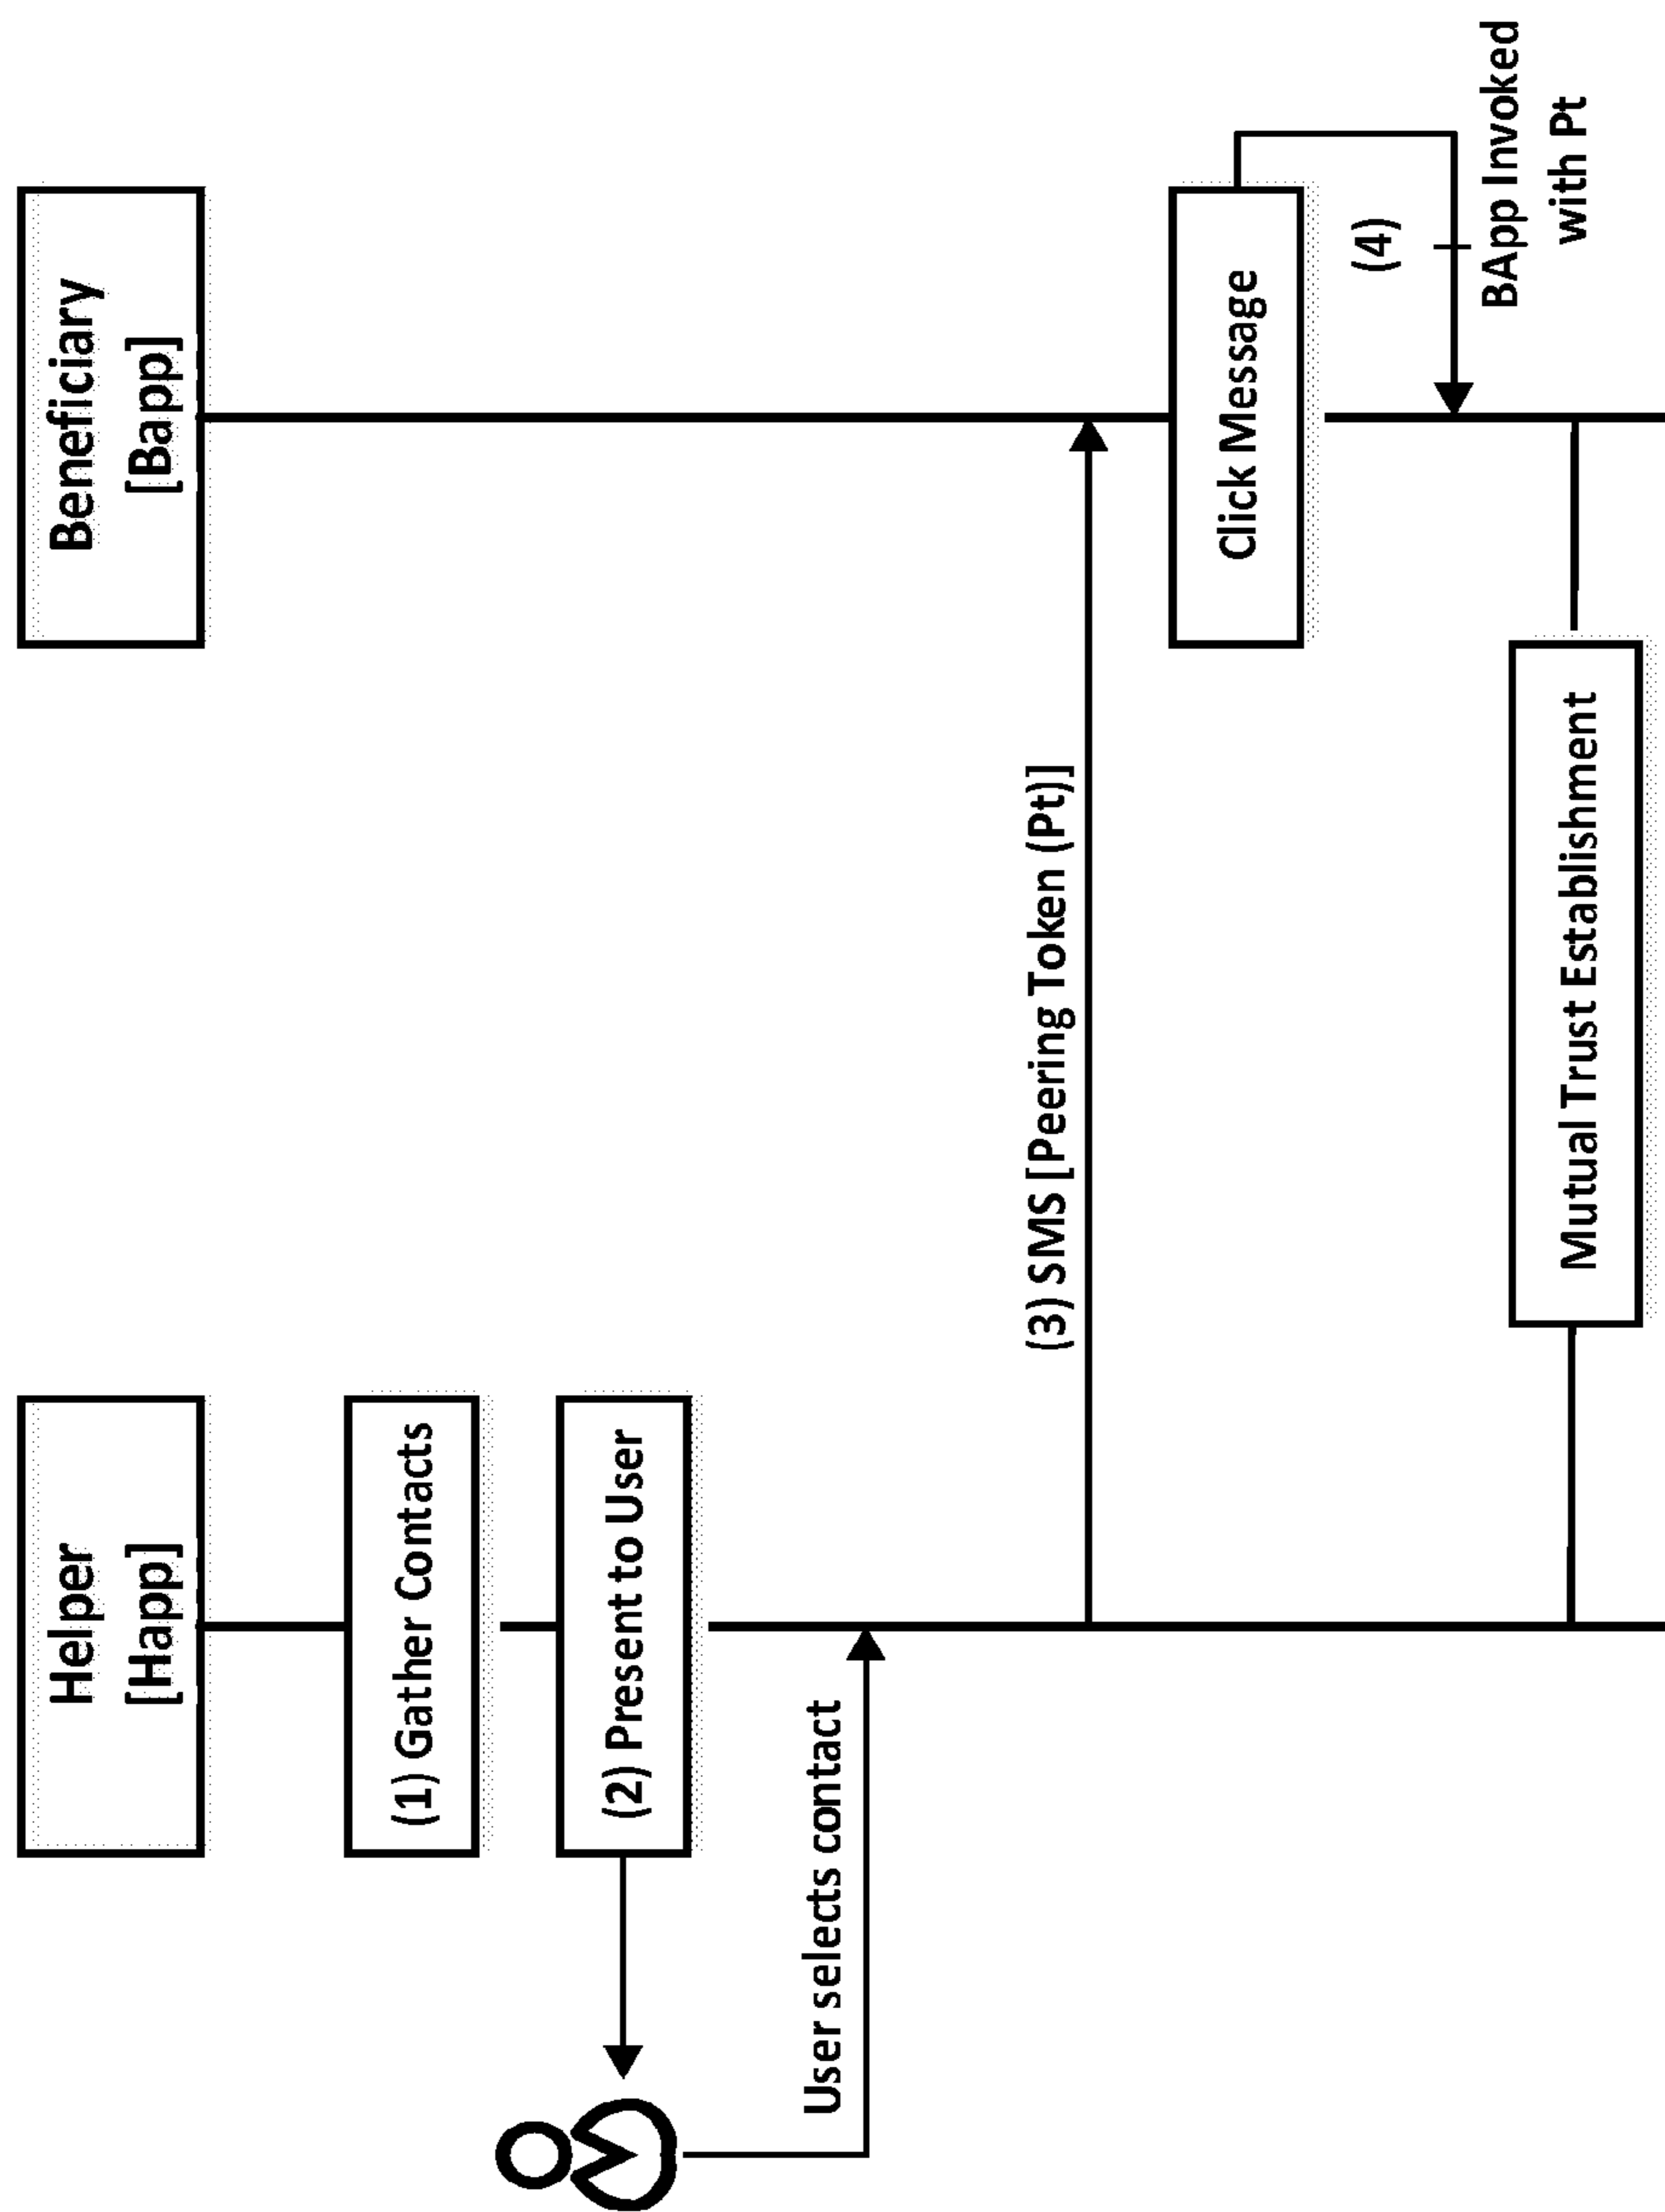 Helper
[Happ]
Beneficiary
[Bapp]
(1) Gather Contacts
(2) Present to User
User selects contact
(3) SMS [Peering Token (Pt)]
Click Message
(4)
BApp Invoked
with Pt
Mutual Trust Establishment